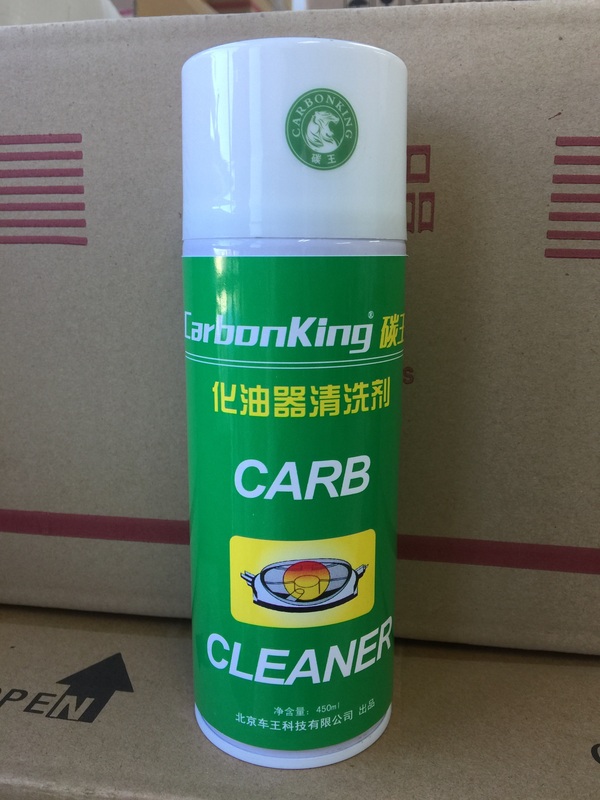 CARBONKING
碳王
CarbonKing® 碳王
化油器清洗剂
CARB
CLEANER
净含量: 450ml
北京车王科技有限公司 出品
OPEN
品
s